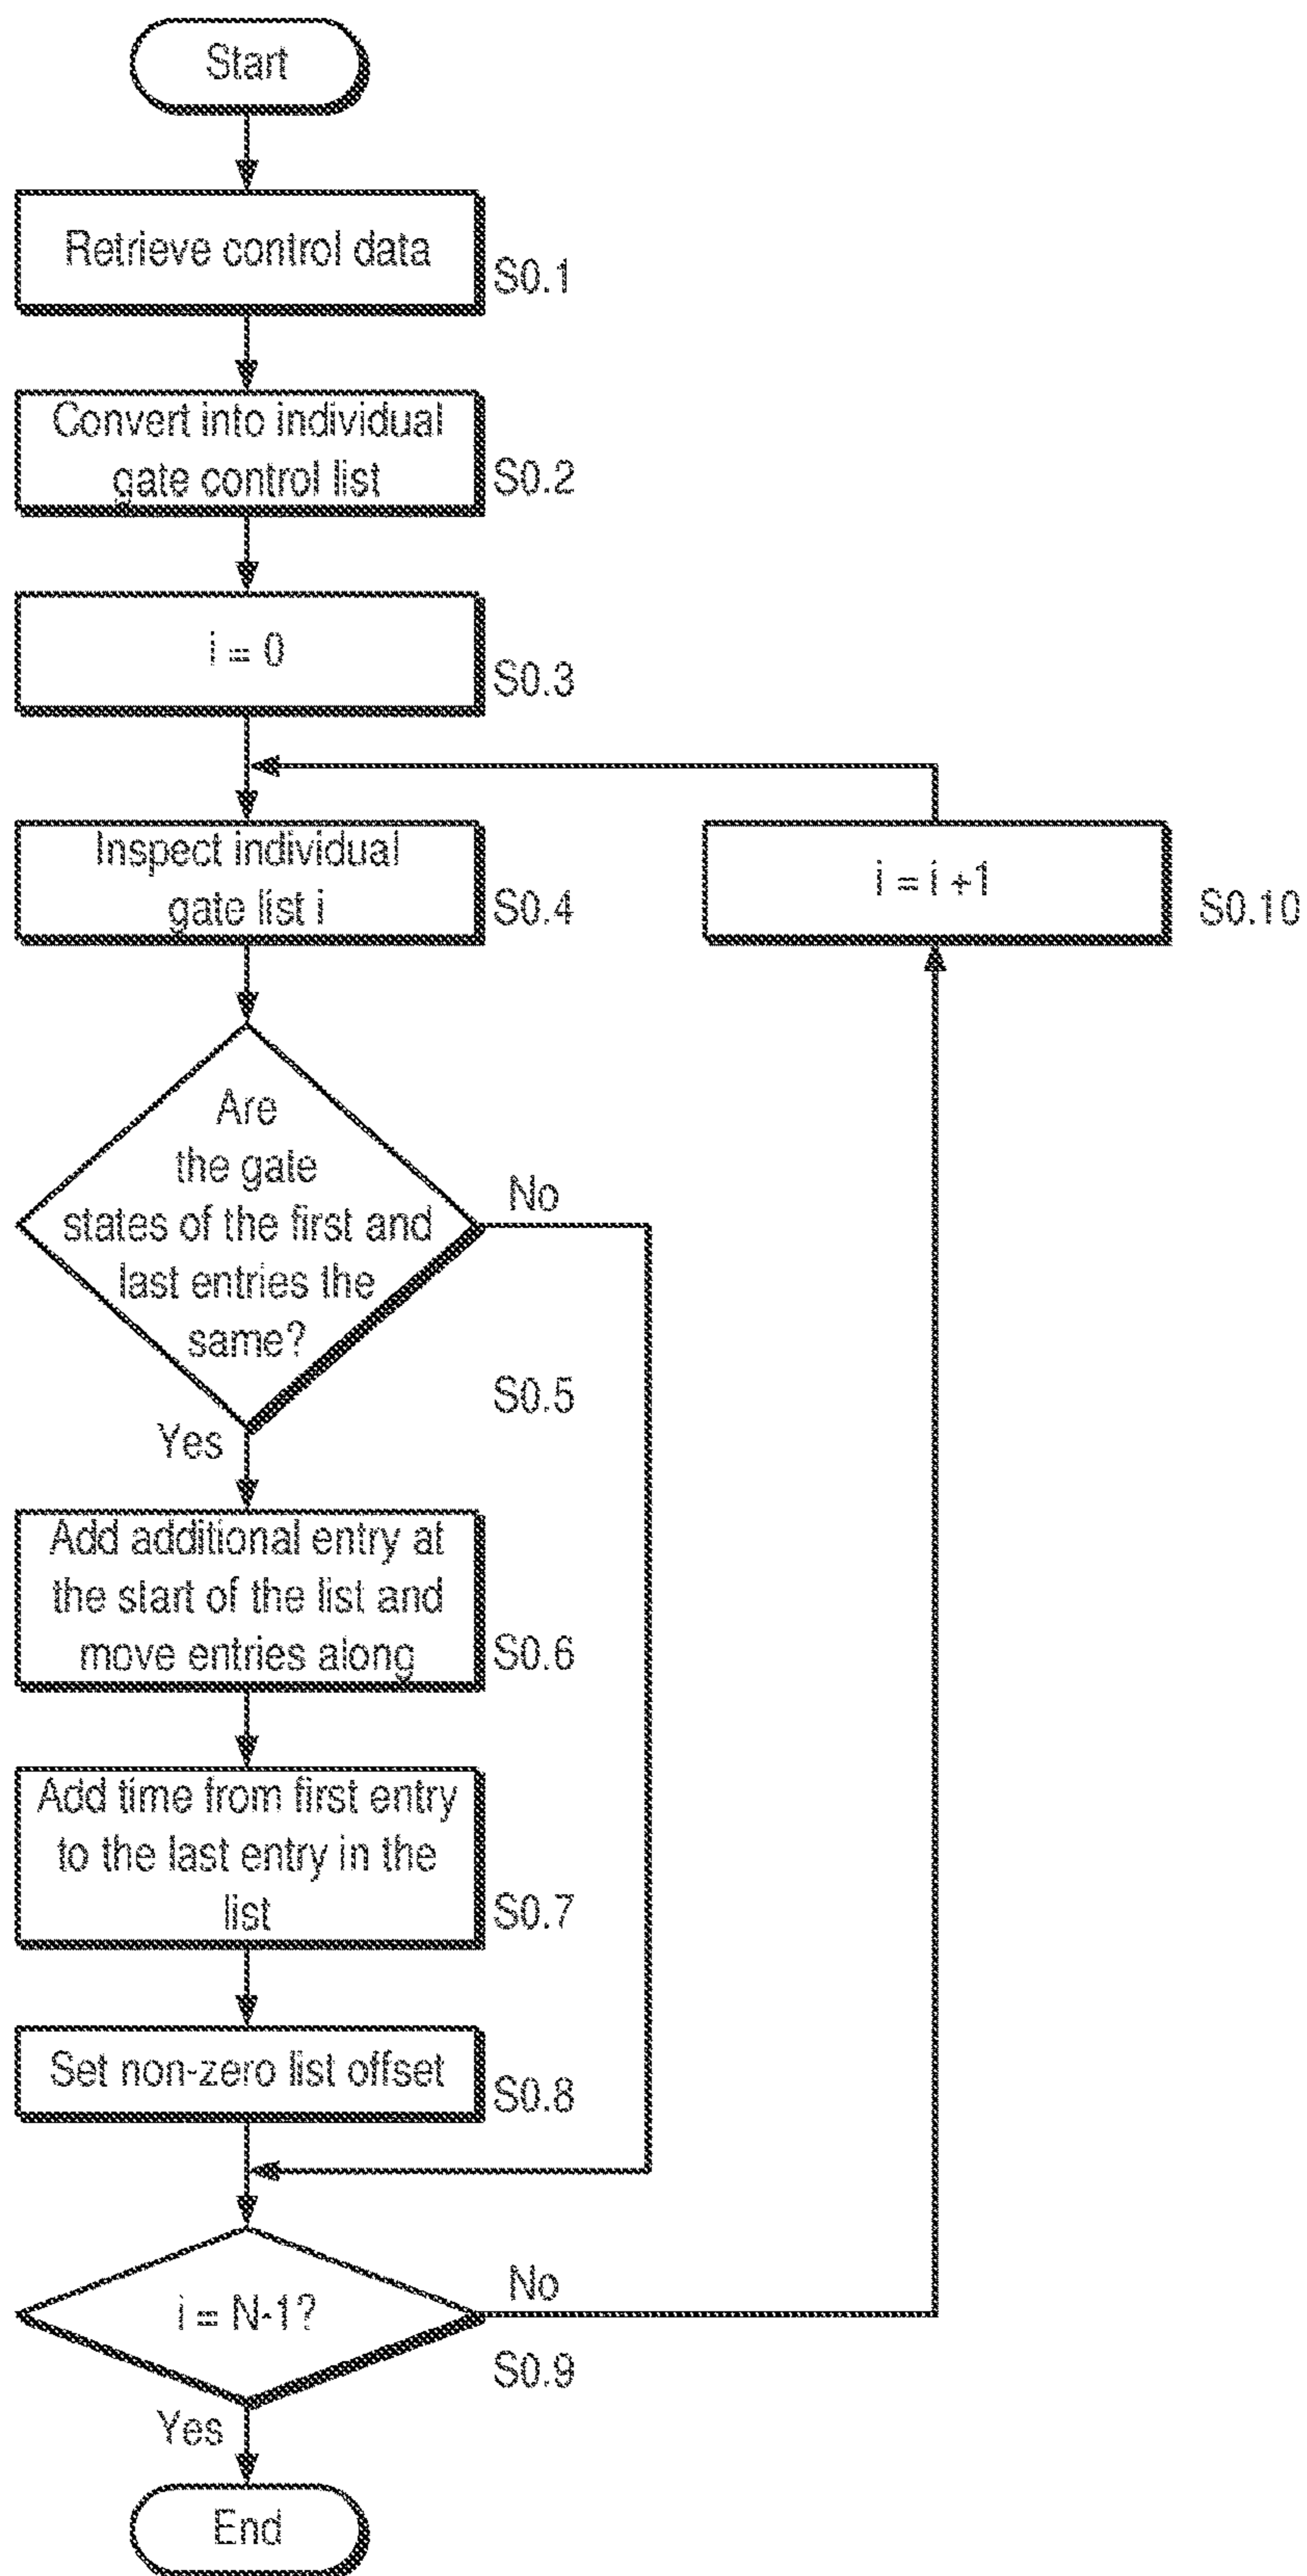 Start
Retrieve control data
S0.1
Convert into individual
gate control list
S0.2
i = 0
S0.3
Inspect individual
gate list i
S0.4
i = i +1
S0.10
Are
the gate
states of the first and
last entries the
same?
No
S0.5
Yes
Add additional entry at
the start of the list and
move entries along
S0.6
Add time from first entry
to the last entry in the
list
S0.7
Set non-zero list offset
S0.8
i = N-1?
No
S0.9
Yes
End